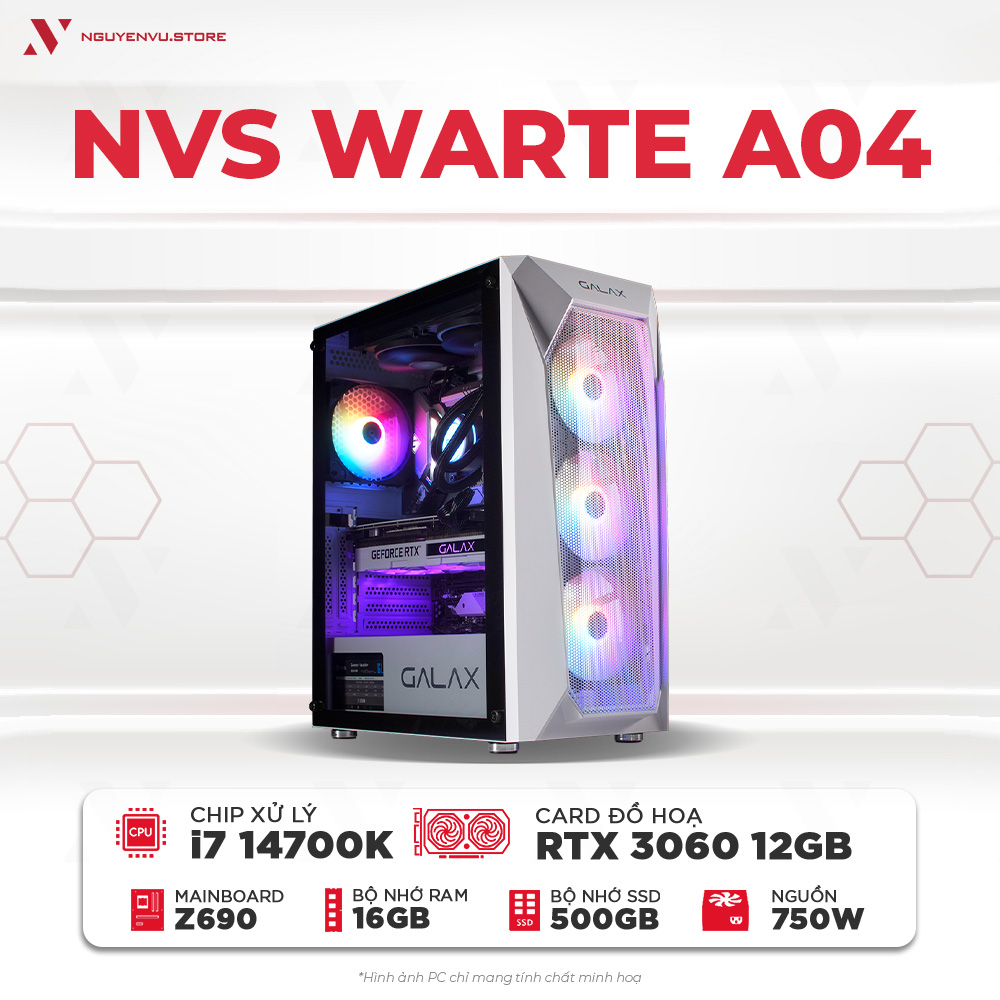 NGUYENVU.STORE
NVS WARTE A04
GALAX
GEFORCE RTX
GALAX
GALAX
CHIP XỬ LÝ
i7 14700K
CPU
CARD ĐỒ HOẠ
RTX 3060 12GB
MAINBOARD
Z690
BỘ NHỚ RAM
16GB
BỘ NHỚ SSD
500GB
SSD
NGUỒN
750W
*Hình ảnh PC chỉ mang tính chất minh hoạ